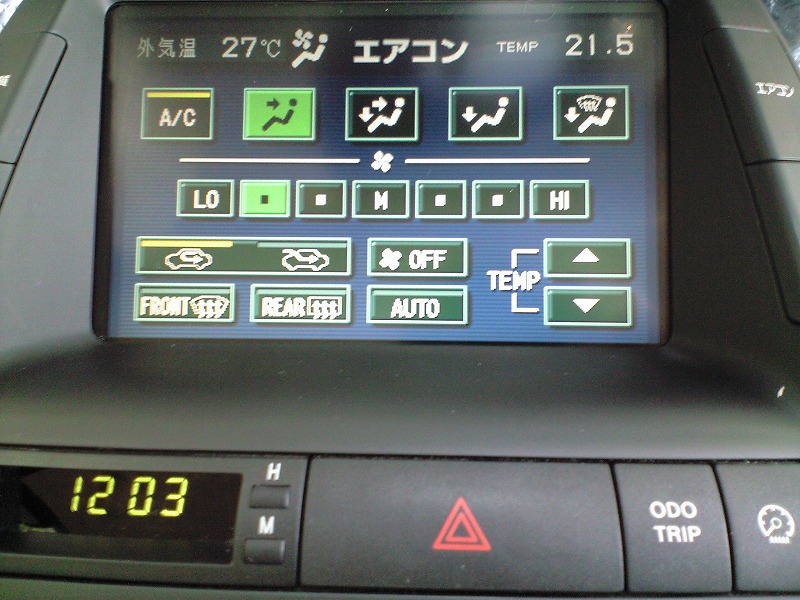 外気温 27℃ エアコン TEMP 21.5
エアコン
A/C
LO M HI
OFF
TEMP
FRONT REAR AUTO
1203
H
M
ODO
TRIP